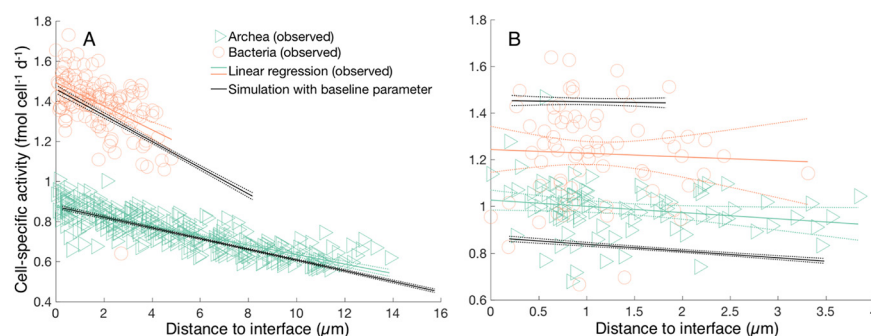 A
B
Archea (observed)
Bacteria (observed)
Linear regression (observed)
Simulation with baseline parameter
Cell-specific activity (fmol cell⁻¹ d⁻¹)
1.8
1.6
1.4
1.2
1
0.8
0.6
0.4
0 2 4 6 8 10 12 14 16
Distance to interface (μm)
1.8
1.6
1.4
1.2
1
0.8
0.6
0 0.5 1 1.5 2 2.5 3 3.5
Distance to interface (μm)